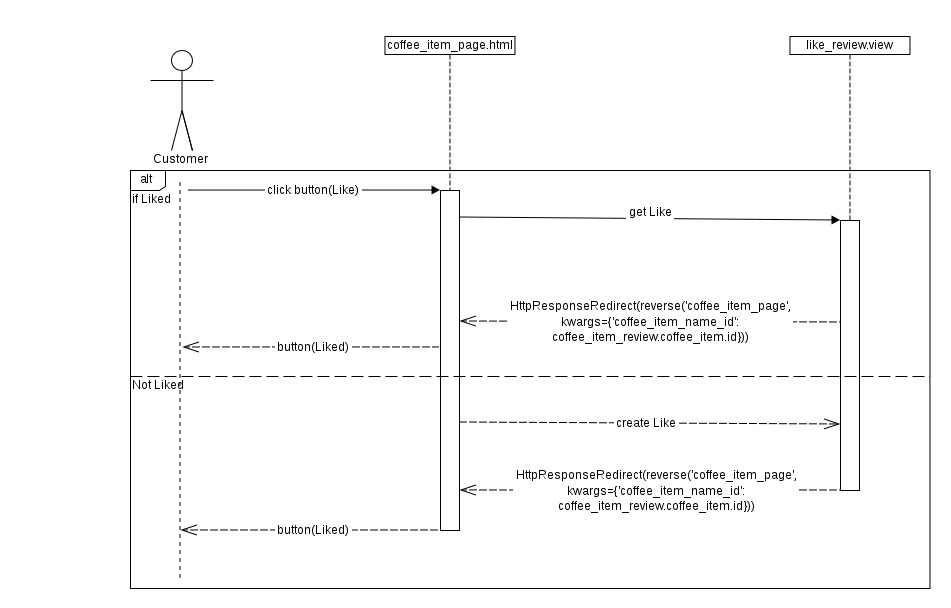 coffee_item_page.html
like_review.view
Customer
alt
click button(Like)
if Liked
get Like
HttpResponseRedirect(reverse('coffee_item_page',
kwargs={'coffee_item_name_id':
coffee_item_review.coffee_item.id}))
button(Liked)
Not Liked
create Like
HttpResponseRedirect(reverse('coffee_item_page',
kwargs={'coffee_item_name_id':
coffee_item_review.coffee_item.id}))
button(Liked)